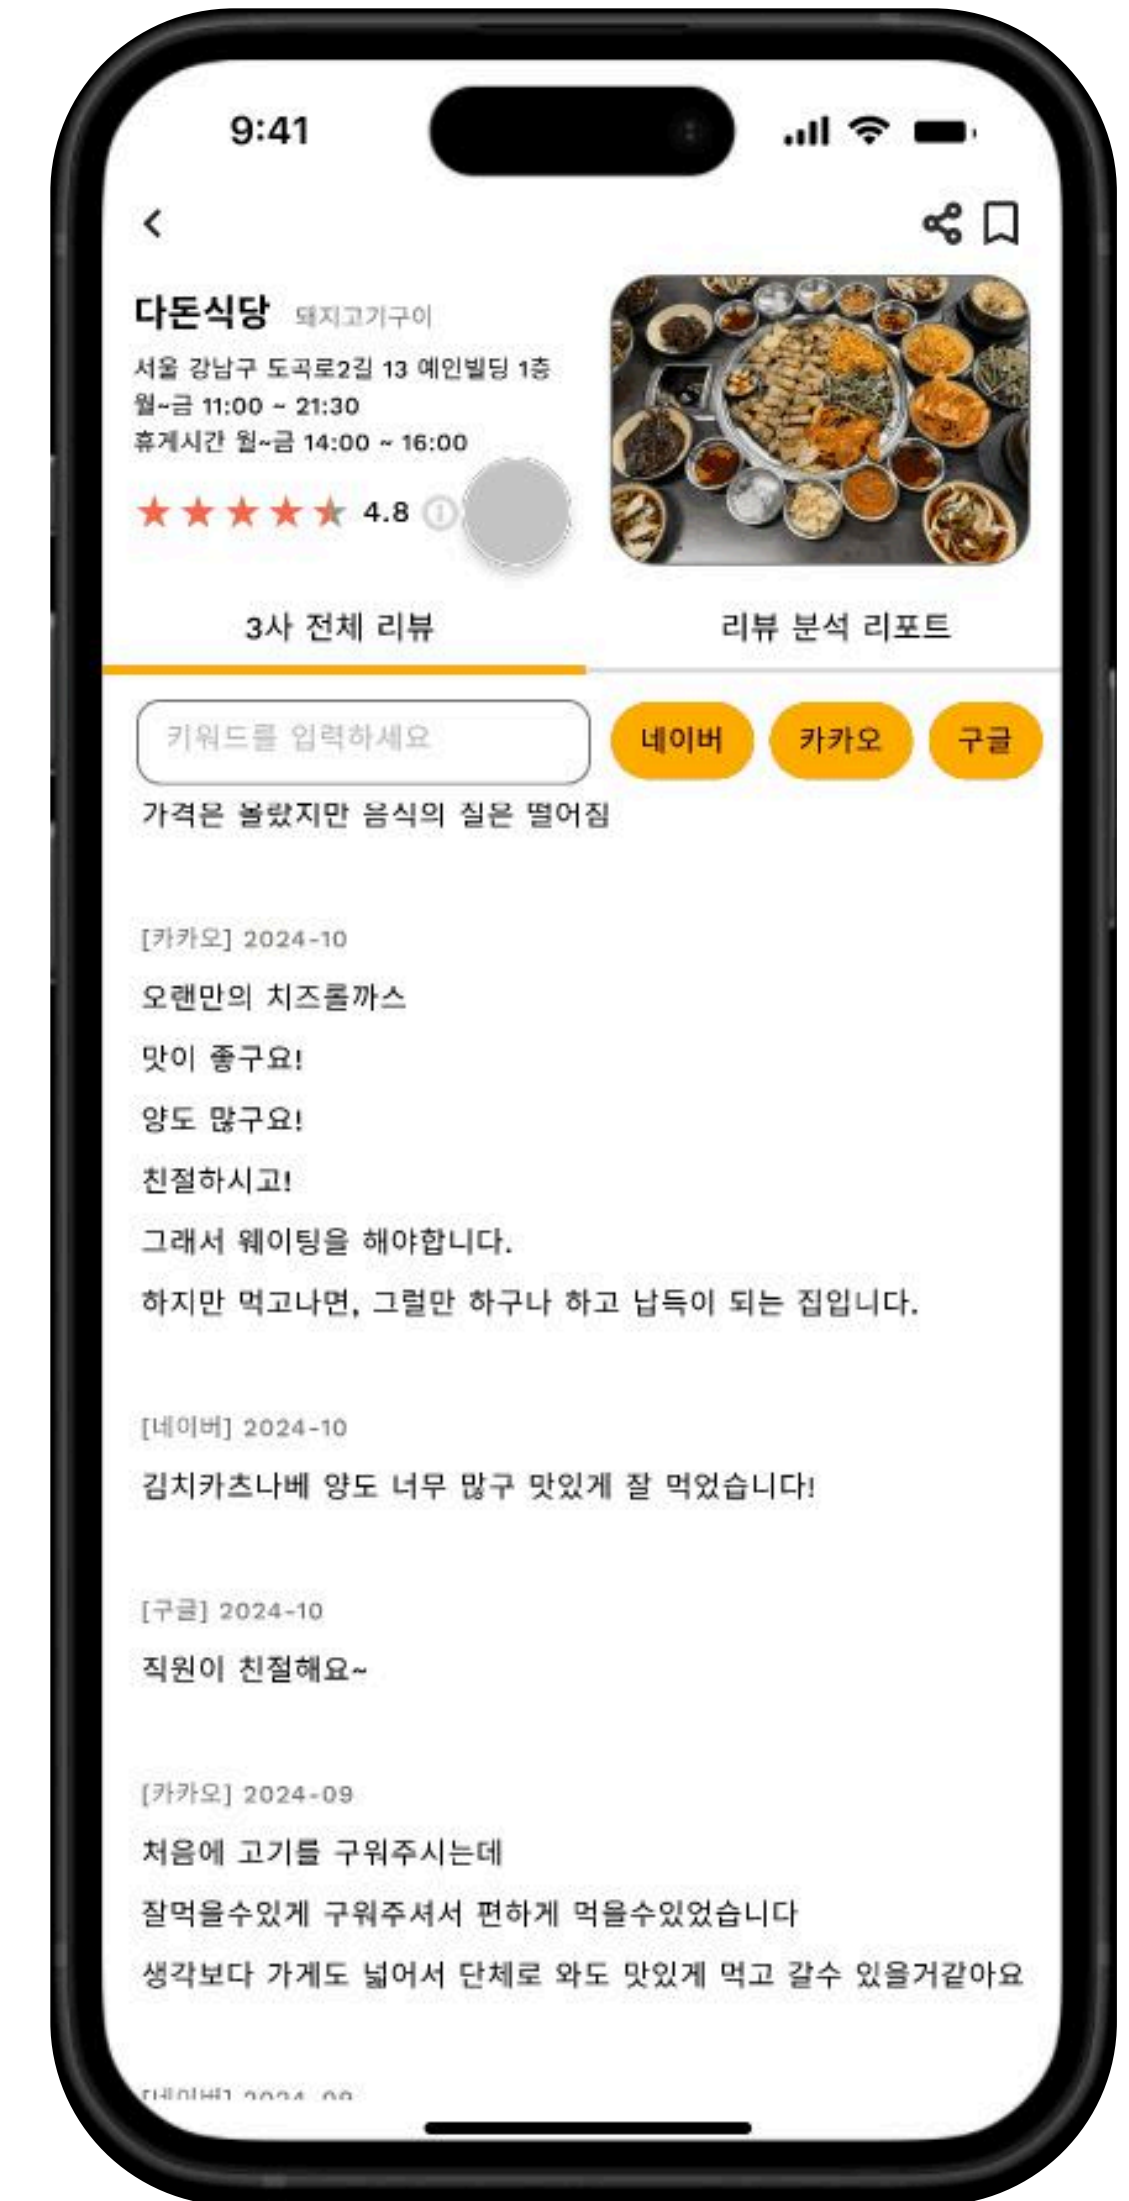 9:41
다돈식당 돼지고기구이
서울 강남구 도곡로2길 13 예인빌딩 1층
월~금 11:00 ~ 21:30
휴게시간 월~금 14:00 ~ 16:00
4.8
3사 전체 리뷰
리뷰 분석 리포트
키워드를 입력하세요
네이버
카카오
구글
가격은 올랐지만 음식의 질은 떨어짐
[카카오] 2024-10
오랜만의 치즈롤까스
맛이 좋구요!
양도 많구요!
친절하시고!
그래서 웨이팅을 해야합니다.
하지만 먹고나면, 그럴만 하구나 하고 납득이 되는 집입니다.
[네이버] 2024-10
김치카츠나베 양도 너무 많구 맛있게 잘 먹었습니다!
[구글] 2024-10
직원이 친절해요~
[카카오] 2024-09
처음에 고기를 구워주시는데
잘먹을수있게 구워주셔서 편하게 먹을수있었습니다
생각보다 가게도 넓어서 단체로 와도 맛있게 먹고 갈수 있을거같아요
[네이버] 2024-09